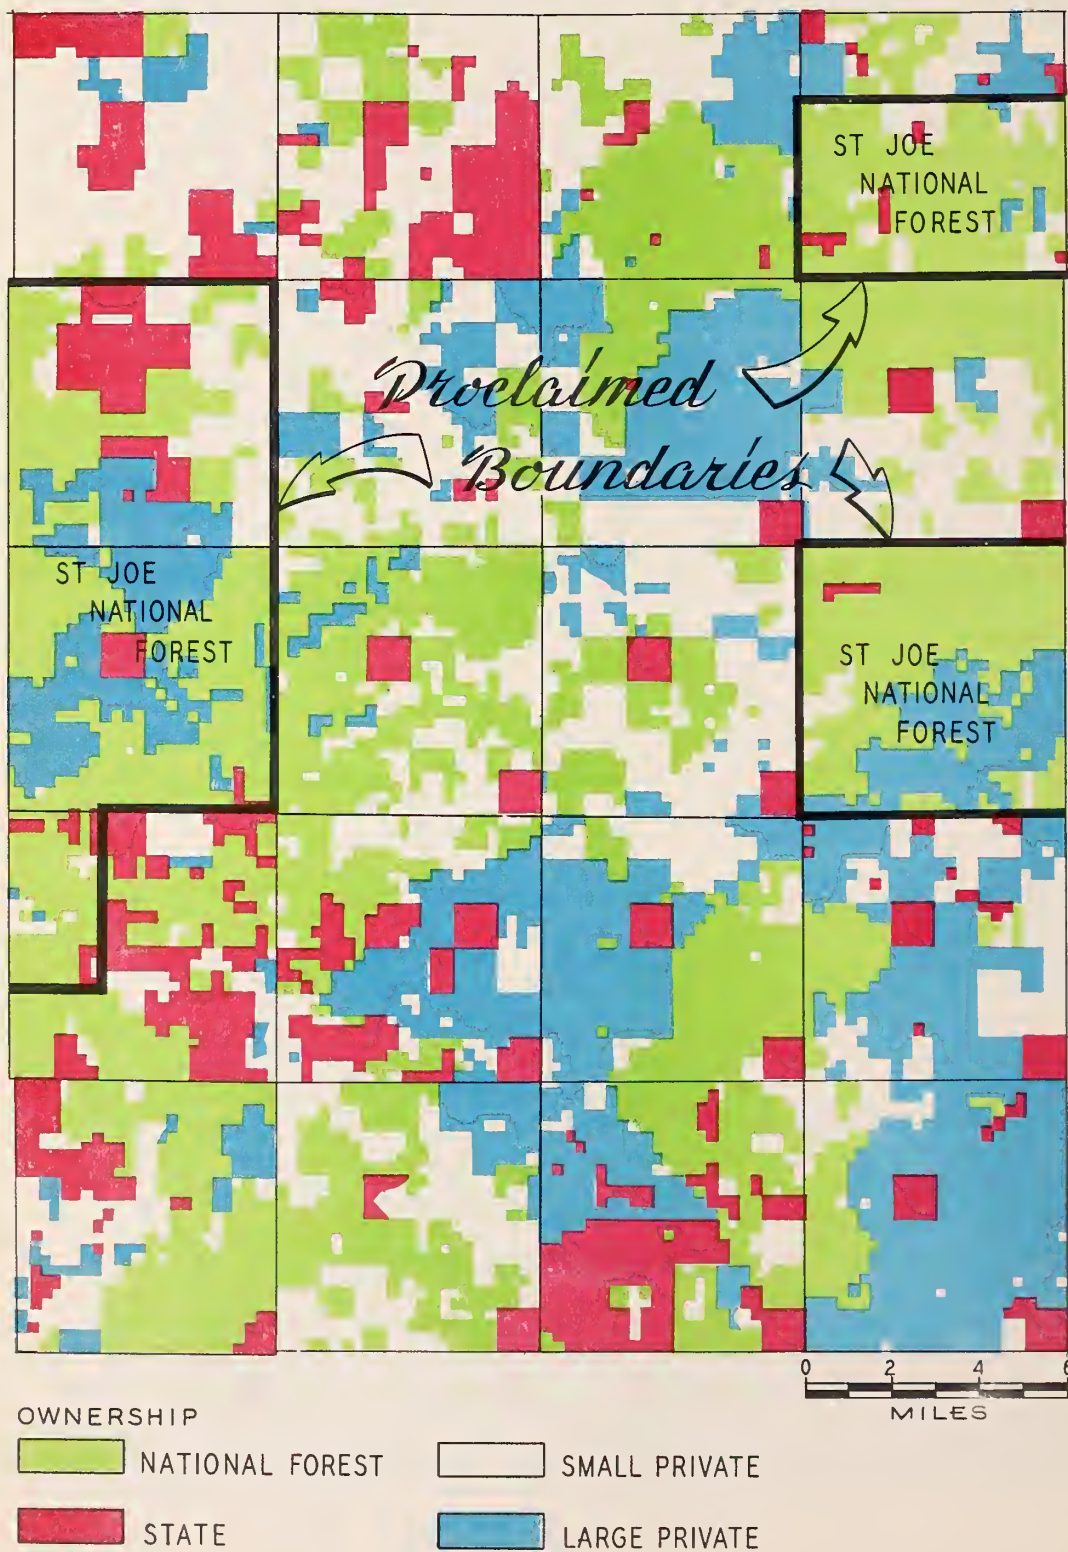 ST JOE
NATIONAL
FOREST
Proclaimed
Boundaries
ST JOE
NATIONAL
FOREST
ST JOE
NATIONAL
FOREST
0 2 4 6
MILES
OWNERSHIP
NATIONAL FOREST
SMALL PRIVATE
STATE
LARGE PRIVATE